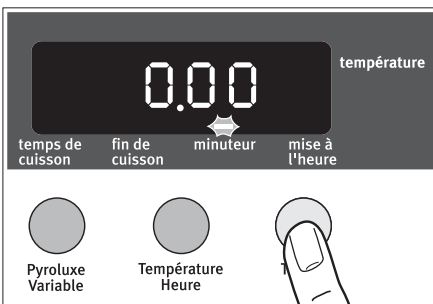 température
0.00
temps de cuisson
fin de cuisson
minuteur
mise à l'heure
Pyroluxe Variable
Température Heure